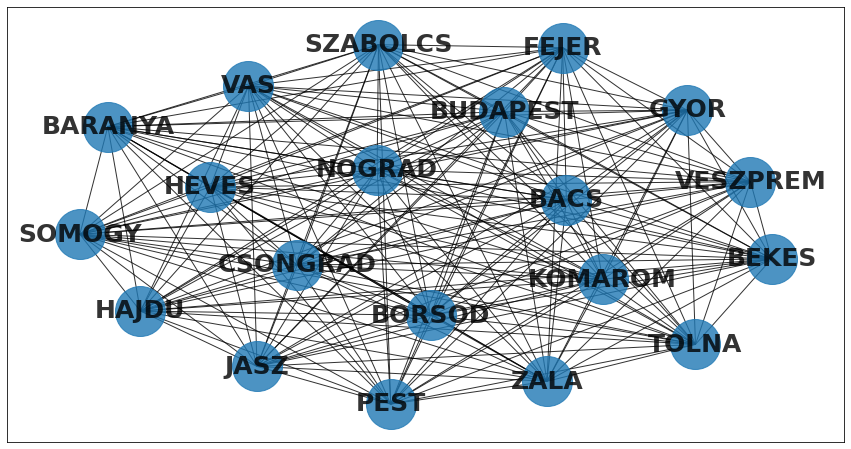 SZABOLCS
FEJER
VAS
BUDAPEST
GYOR
BARANYA
NOGRAD
HEVES
VESZPREM
BACS
SOMOGY
BEKES
CSONGRAD
KOMAROM
HAJDU
BORSOD
TOLNA
JASZ
ZALA
PEST